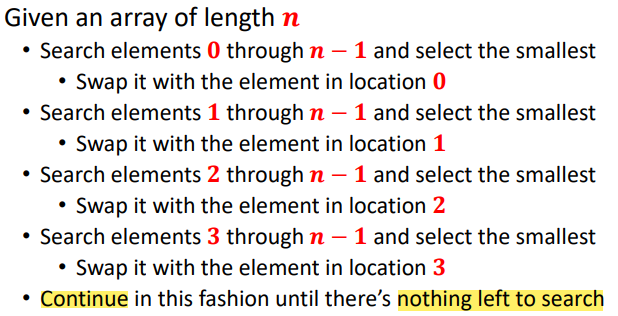 Given an array of length n
• Search elements 0 through n − 1 and select the smallest
• Swap it with the element in location 0
• Search elements 1 through n − 1 and select the smallest
• Swap it with the element in location 1
• Search elements 2 through n − 1 and select the smallest
• Swap it with the element in location 2
• Search elements 3 through n − 1 and select the smallest
• Swap it with the element in location 3
• Continue in this fashion until there’s nothing left to search